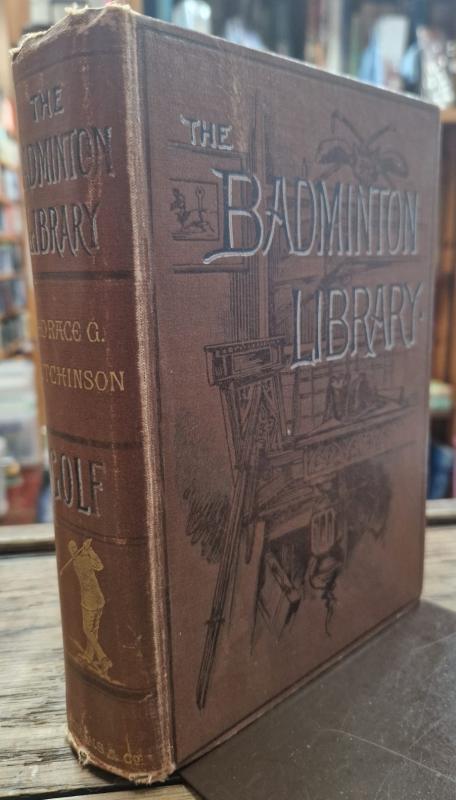 THE
BADMINTON
LIBRARY
HORACE G.
HUTCHINSON
GOLF
THE
BADMINTON
LIBRARY.